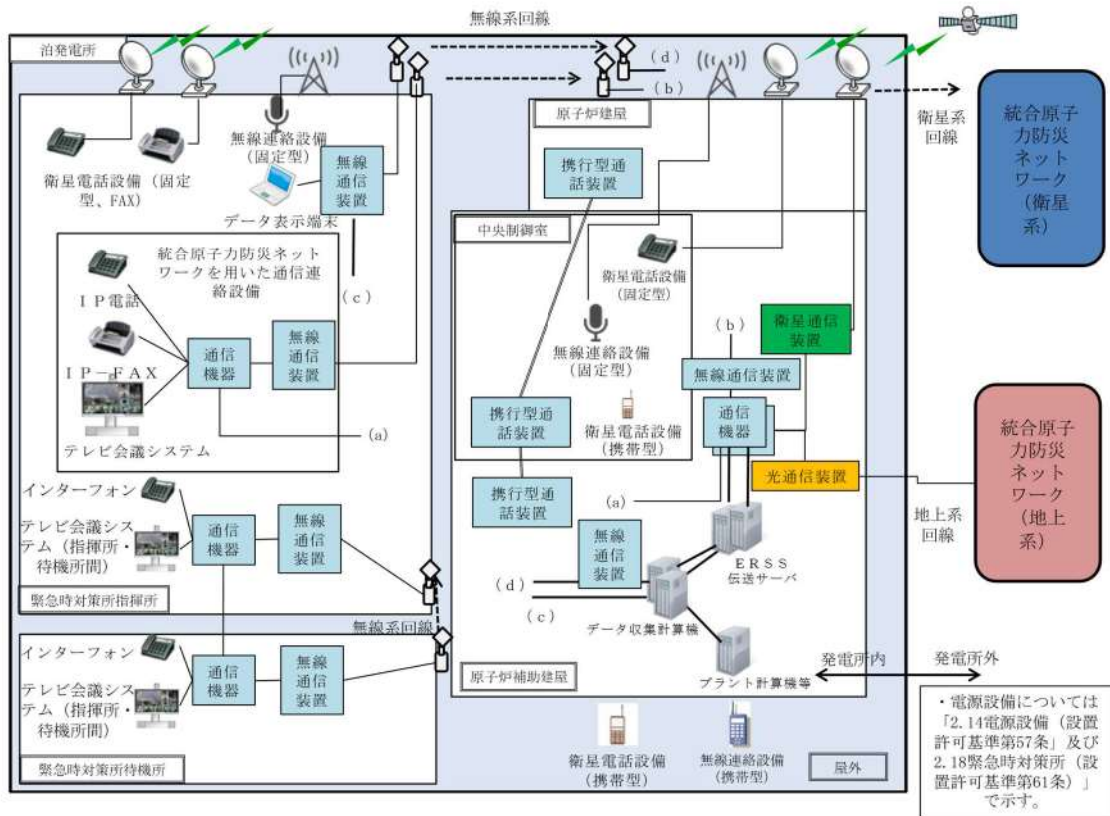 無線系回線
泊発電所
(d)
(b)
無線連絡設備
(固定型)
無線
通信
装置
衛星電話設備（固定
型、FAX）
データ表示端末
(c)
統合原子力防災ネット
ワークを用いた通信連
絡設備
ＩＰ電話
ＩＰ－ＦＡＸ
テレビ会議システム
通信
機器
無線
通信
装置
(a)
インターフォン
テレビ会議シス
テム（指揮所・
待機所間）
通信
機器
無線
通信
装置
緊急時対策所指揮所
無線系回線
インターフォン
テレビ会議シス
テム（指揮所・
待機所間）
通信
機器
無線
通信
装置
緊急時対策所待機所
原子炉建屋
携行型通
話装置
中央制御室
衛星電話設備
(固定型)
無線連絡設備
(固定型)
(b)
衛星通信
装置
無線通信装置
携行型通
話装置
衛星電話設備
(携帯型)
通信
機器
携行型通
話装置
(a)
光通信装置
無線
通信
装置
ＥＲＳＳ
伝送サーバ
(d)
(c)
データ収集計算機
プラント計算機等
原子炉補助建屋
衛星電話設備
(携帯型)
無線連絡設備
(携帯型)
屋外
衛星系
回線
統合原子
力防災
ネット
ワーク
（衛星
系）
地上系
回線
統合原子
力防災
ネット
ワーク
（地上
系）
発電所内
発電所外
・電源設備については
「2.14電源設備（設置
許可基準第57条」及び
2.18緊急時対策所（設
置許可基準第61条）」
で示す。